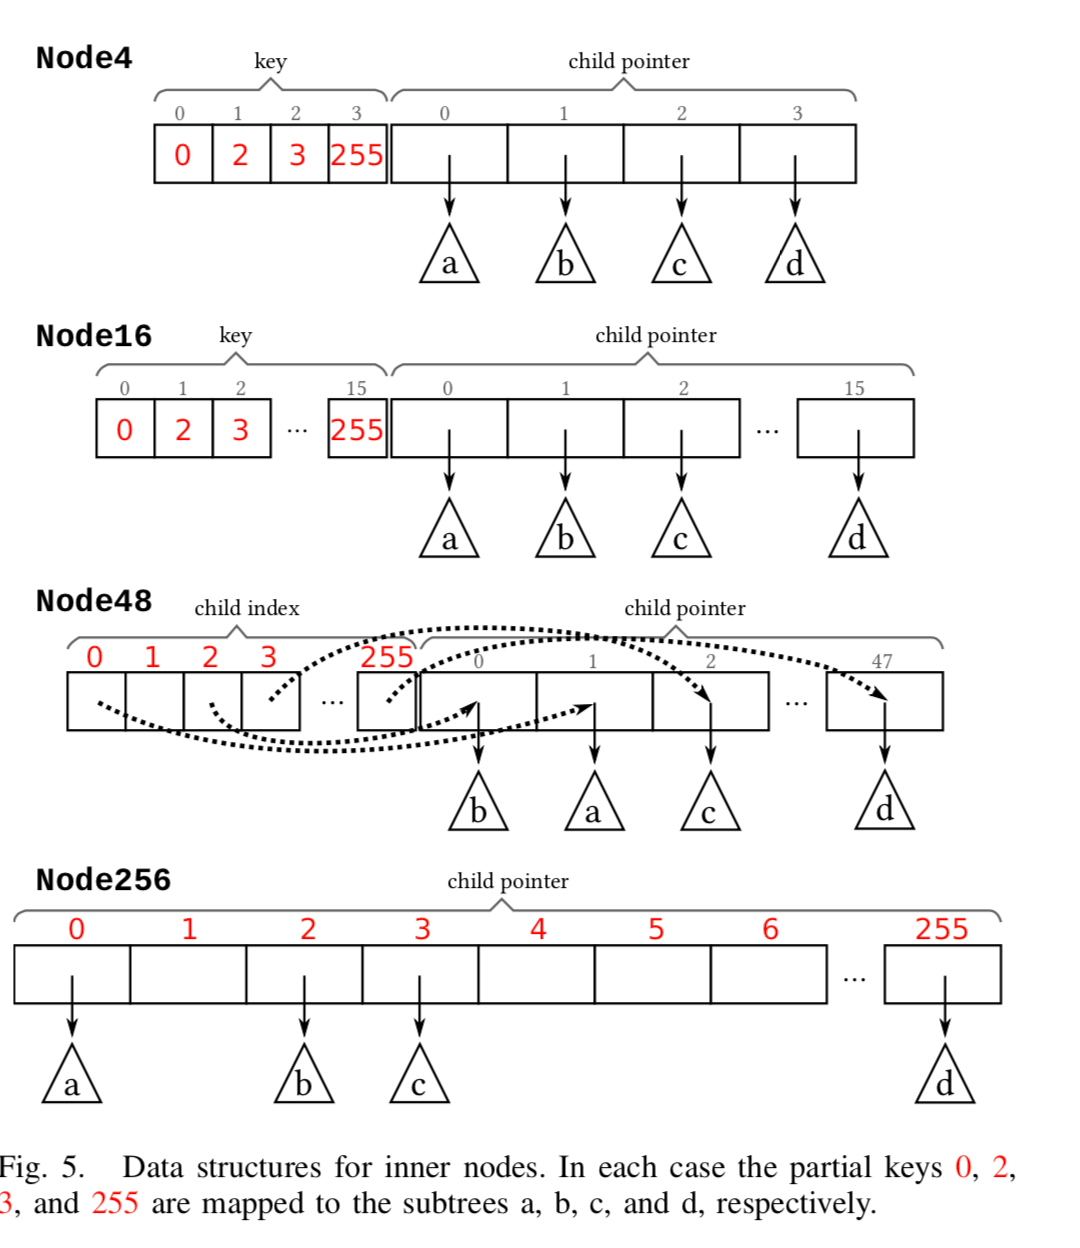 Node4
key child pointer
0 1 2 3 0 1 2 3
0 2 3 255
a b c d
Node16
key child pointer
0 1 2 15 0 1 2 15
0 2 3 ... 255 ...
a b c d
Node48
child index child pointer
0 1 2 3 255 0 1 2 47
... ...
b a c d
Node256
child pointer
0 1 2 3 4 5 6 255
...
a b c d
Fig. 5. Data structures for inner nodes. In each case the partial keys 0, 2,
3, and 255 are mapped to the subtrees a, b, c, and d, respectively.